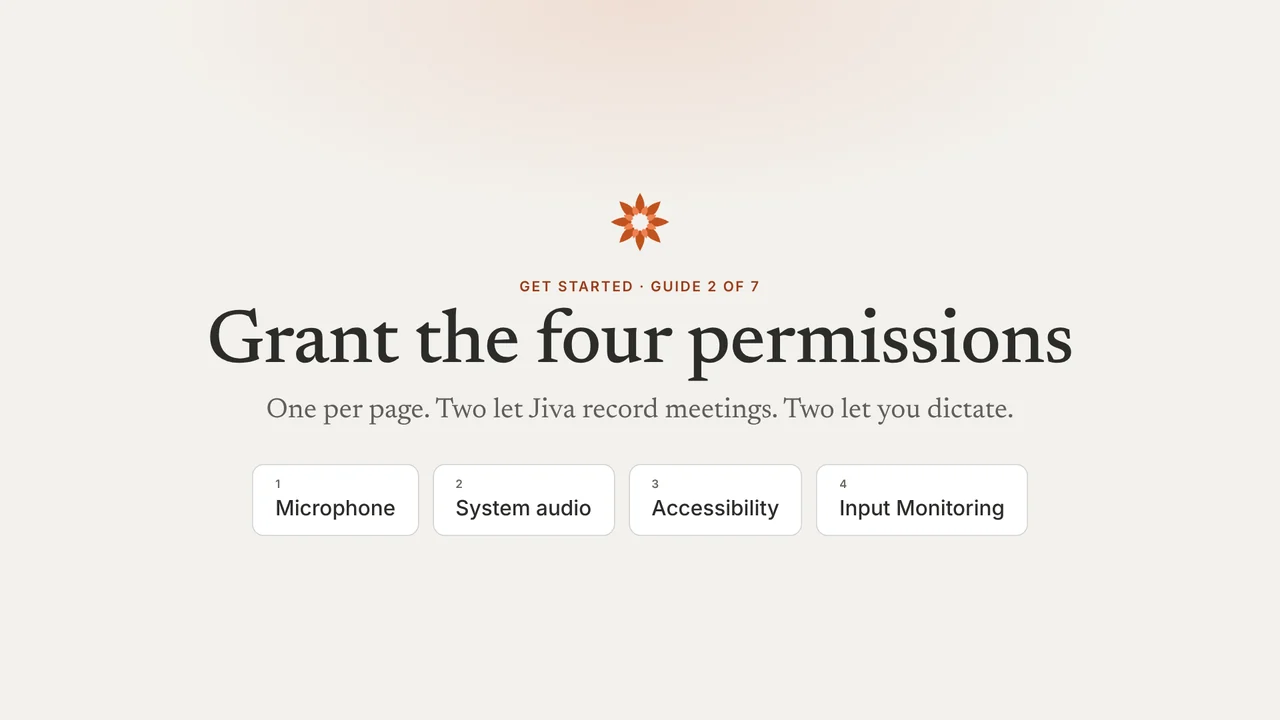 GET STARTED · GUIDE 2 OF 7
Grant the four permissions
One per page. Two let Jiva record meetings. Two let you dictate.
1
Microphone
2
System audio
3
Accessibility
4
Input Monitoring